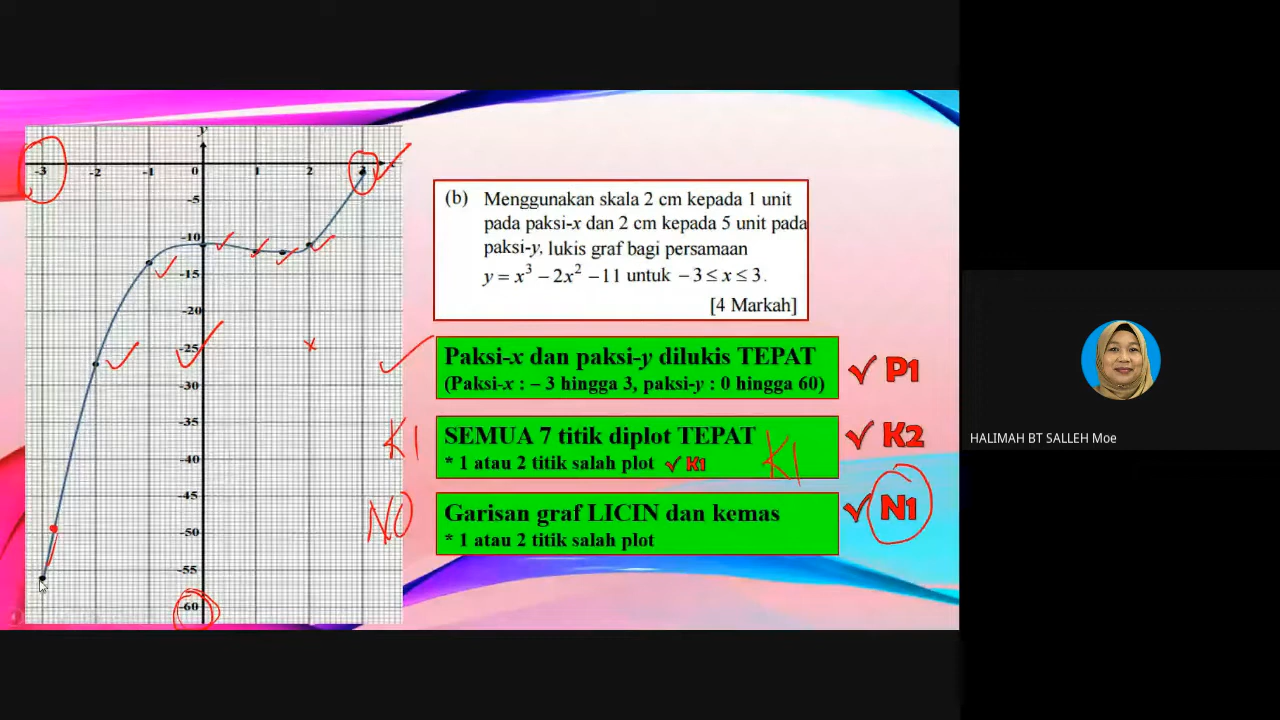 y
-3 -2 -1 0 1 2 3 x
-5
-10
-15
-20
-25
-30
-35
-40
-45
-50
-55
-60
(b) Menggunakan skala 2 cm kepada 1 unit
pada paksi-x dan 2 cm kepada 5 unit pada
paksi-y, lukis graf bagi persamaan
y = x³ − 2x² − 11 untuk − 3 ≤ x ≤ 3.
[4 Markah]
Paksi-x dan paksi-y dilukis TEPAT
(Paksi-x : – 3 hingga 3, paksi-y : 0 hingga 60)
√ P1
K1
SEMUA 7 titik diplot TEPAT
* 1 atau 2 titik salah plot √ K1
K1
√ K2
N0
Garisan graf LICIN dan kemas
* 1 atau 2 titik salah plot
√ N1
HALIMAH BT SALLEH Moe